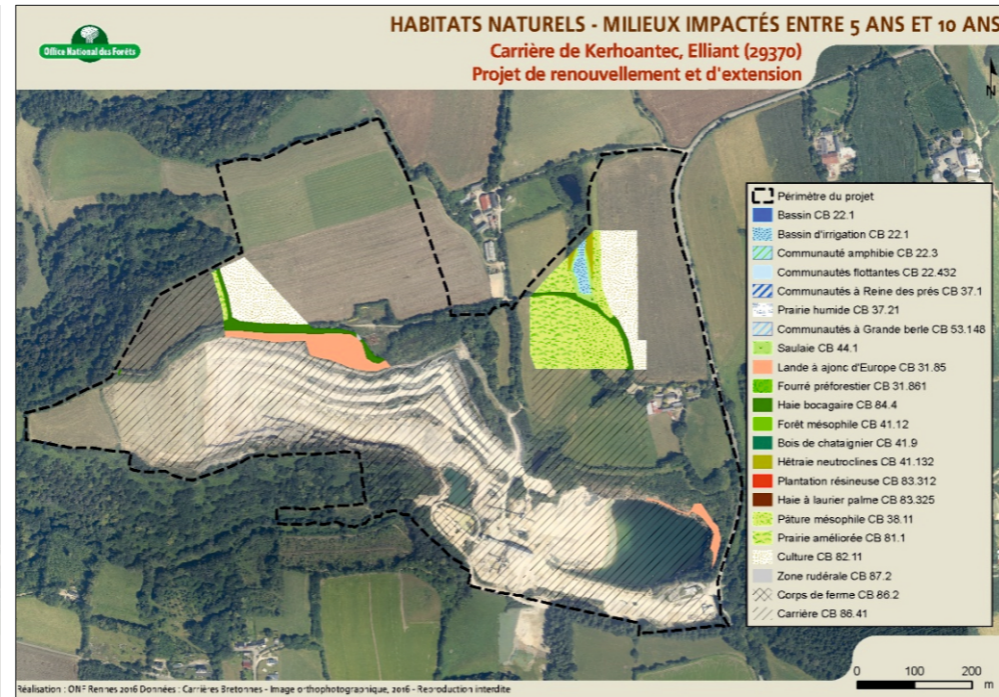 HABITATS NATURELS - MILIEUX IMPACTÉS ENTRE 5 ANS ET 10 ANS
Office National des Forêts
Carrière de Kerhoantec, Elliant (29370)
Projet de renouvellement et d'extension
N
Périmètre du projet
Bassin CB 22.1
Bassin d'irrigation CB 22.1
Communauté amphibie CB 22.3
Communautés flottantes CB 22.432
Communautés à Reine des prés CB 37.1
Prairie humide CB 37.21
Communautés à Grande berle CB 53.148
Saulaie CB 44.1
Lande à ajonc d'Europe CB 31.85
Fourré préforestier CB 31.861
Haie bocagaire CB 84.4
Forêt mésophile CB 41.12
Bois de chataignier CB 41.9
Hêtraie neutroclines CB 41.132
Plantation résineuse CB 83.312
Haie à laurier palme CB 83.325
Pâture mésophile CB 38.11
Prairie améliorée CB 81.1
Culture CB 82.11
Zone rudérale CB 87.2
Corps de ferme CB 86.2
Carrière CB 86.41
0 100 200
m
Réalisation : ONF Rennes 2016 Données : Carrières Bretonnes - Image orthophotographique, 2016 - Reproduction interdite